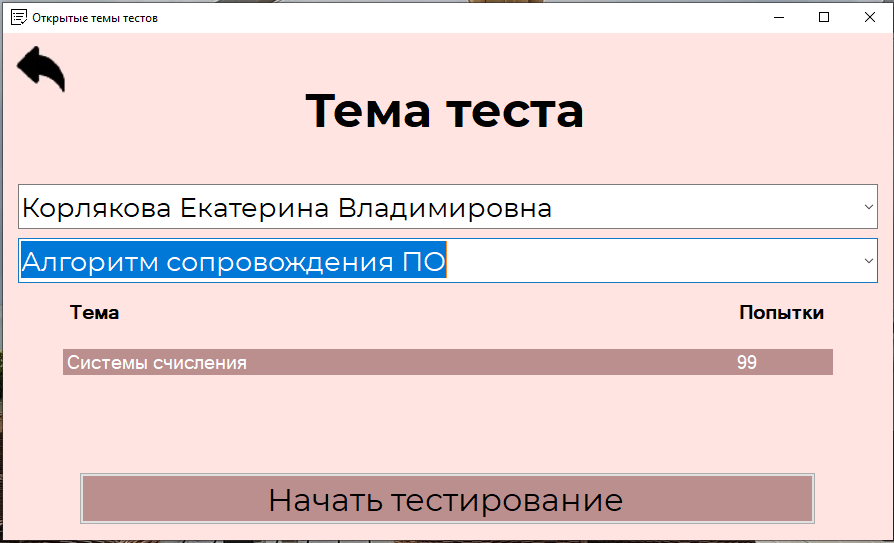 Открытые темы тестов
Тема теста
Корлякова Екатерина Владимировна
Алгоритм сопровождения ПО
Тема Попытки
Системы счисления 99
Начать тестирование